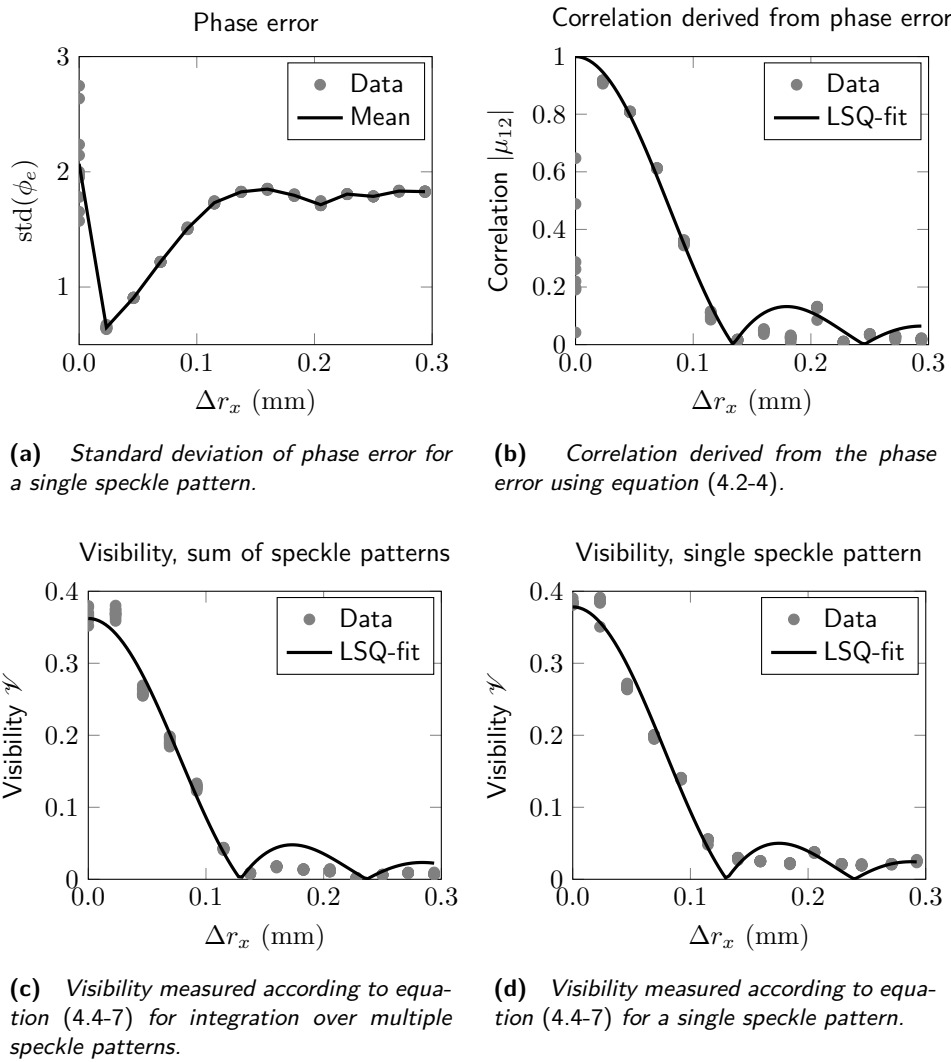 Phase error
3
2
1
0.0 0.1 0.2 0.3
std(ϕe)
Δrx (mm)
Data
Mean
(a) Standard deviation of phase error for
a single speckle pattern.
Correlation derived from phase error
1
0.8
0.6
0.4
0.2
0
0.0 0.1 0.2 0.3
Correlation |μ12|
Δrx (mm)
Data
LSQ-fit
(b) Correlation derived from the phase
error using equation (4.2-4).
Visibility, sum of speckle patterns
0.4
0.3
0.2
0.1
0
0.0 0.1 0.2 0.3
Visibility 𝒱
Δrx (mm)
Data
LSQ-fit
(c) Visibility measured according to equa-
tion (4.4-7) for integration over multiple
speckle patterns.
Visibility, single speckle pattern
0.4
0.3
0.2
0.1
0
0.0 0.1 0.2 0.3
Visibility 𝒱
Δrx (mm)
Data
LSQ-fit
(d) Visibility measured according to equa-
tion (4.4-7) for a single speckle pattern.